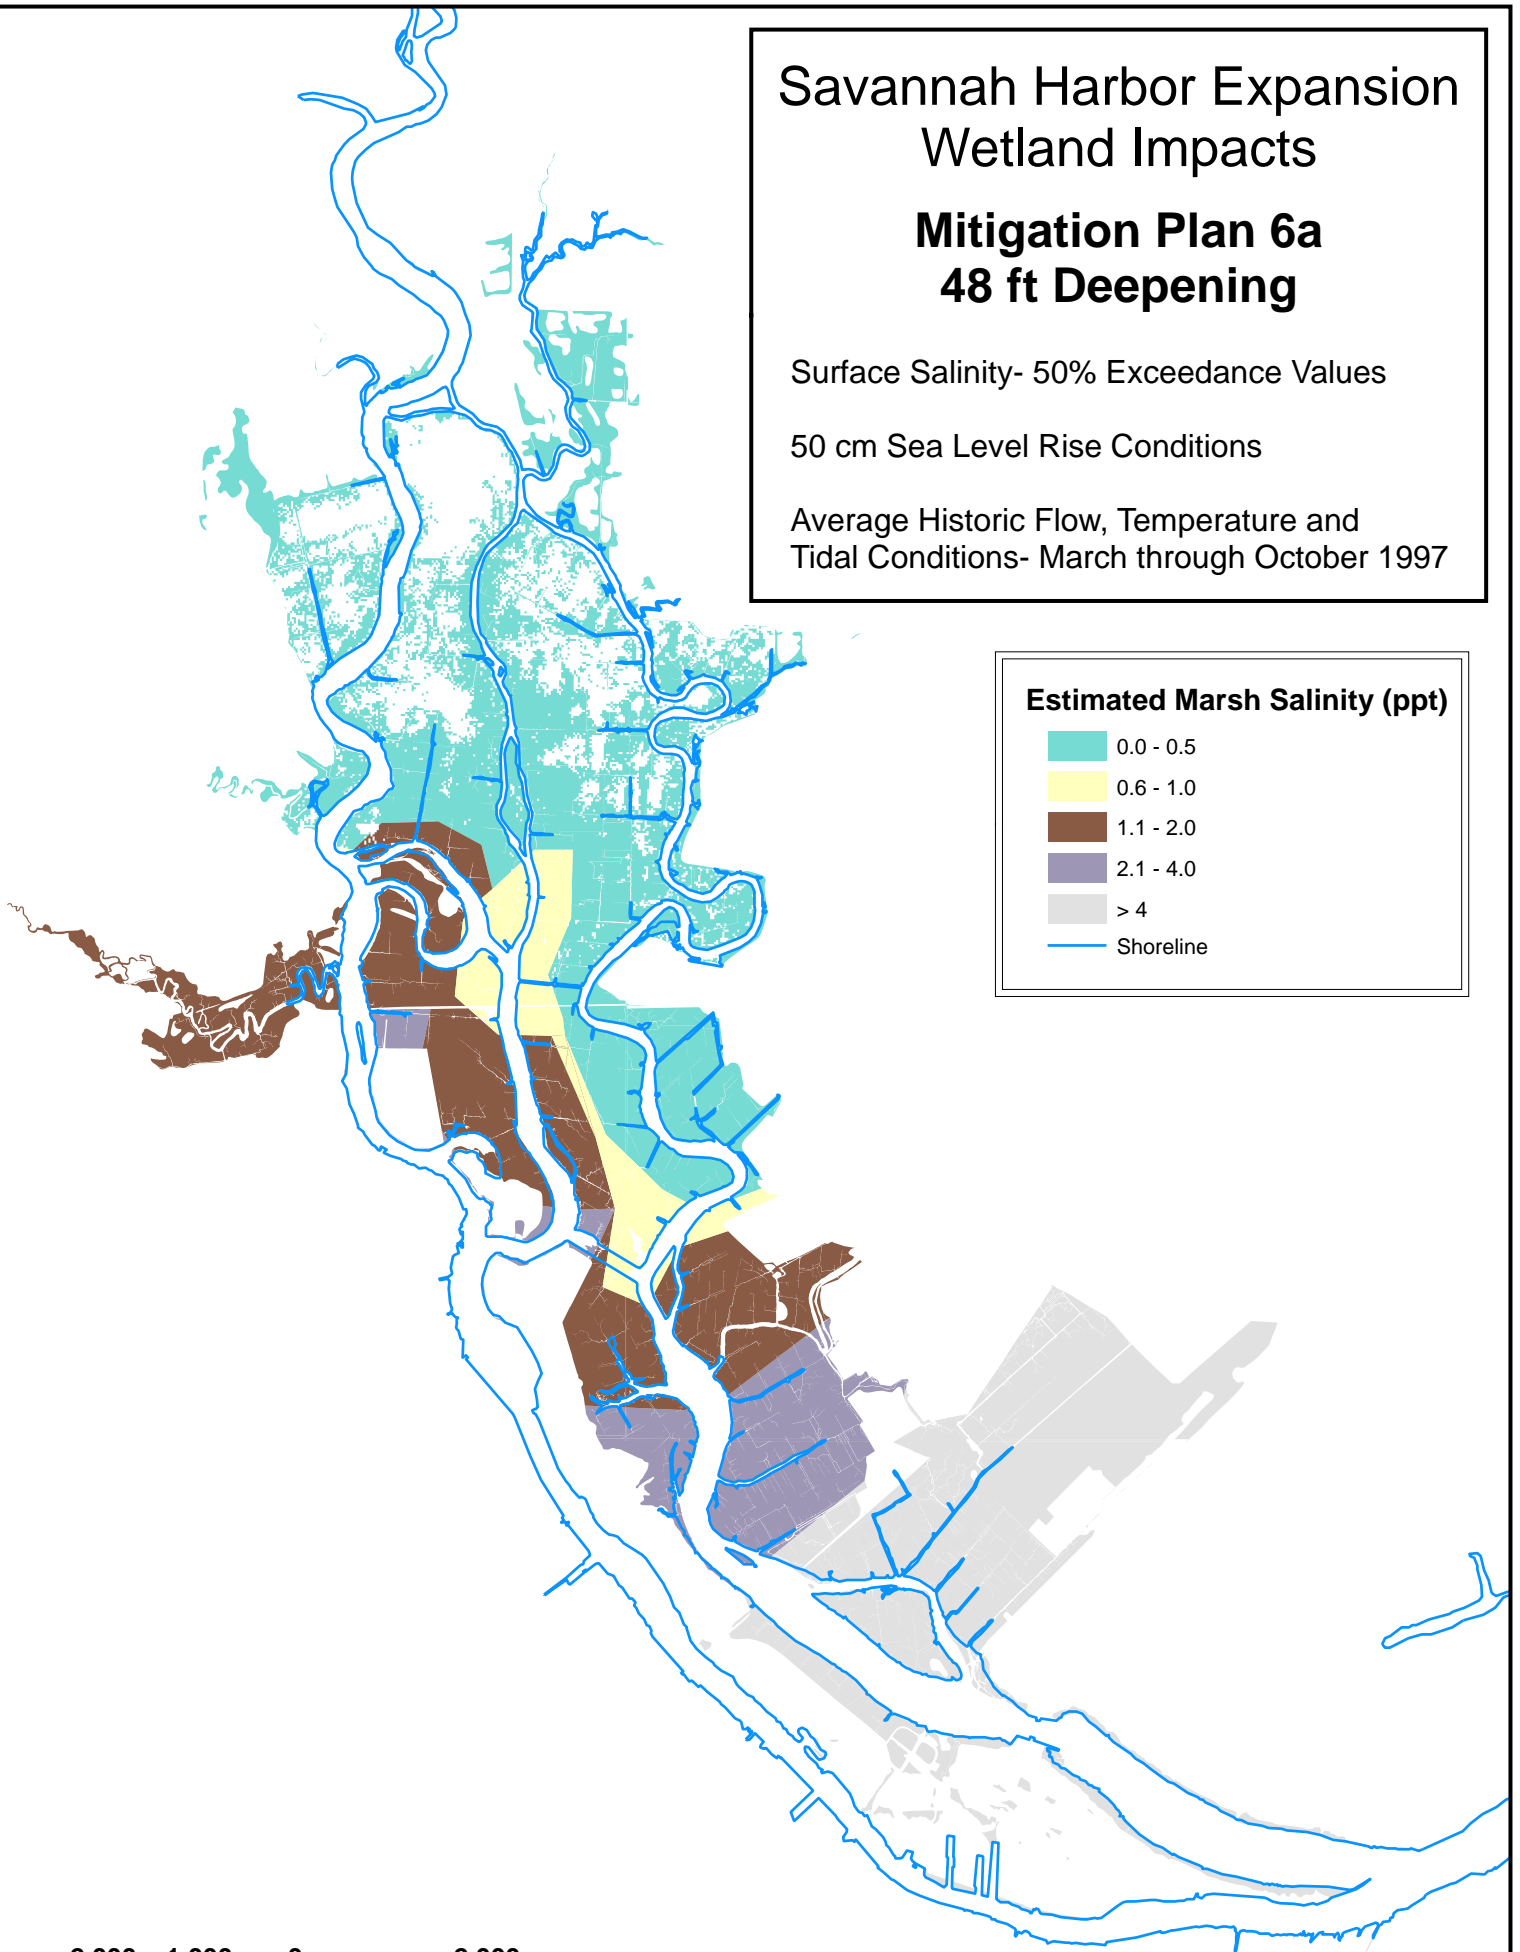 Savannah Harbor Expansion
Wetland Impacts
Mitigation Plan 6a
48 ft Deepening
Surface Salinity- 50% Exceedance Values
50 cm Sea Level Rise Conditions
Average Historic Flow, Temperature and
Tidal Conditions- March through October 1997
Estimated Marsh Salinity (ppt)
0.0 - 0.5
0.6 - 1.0
1.1 - 2.0
2.1 - 4.0
> 4
Shoreline